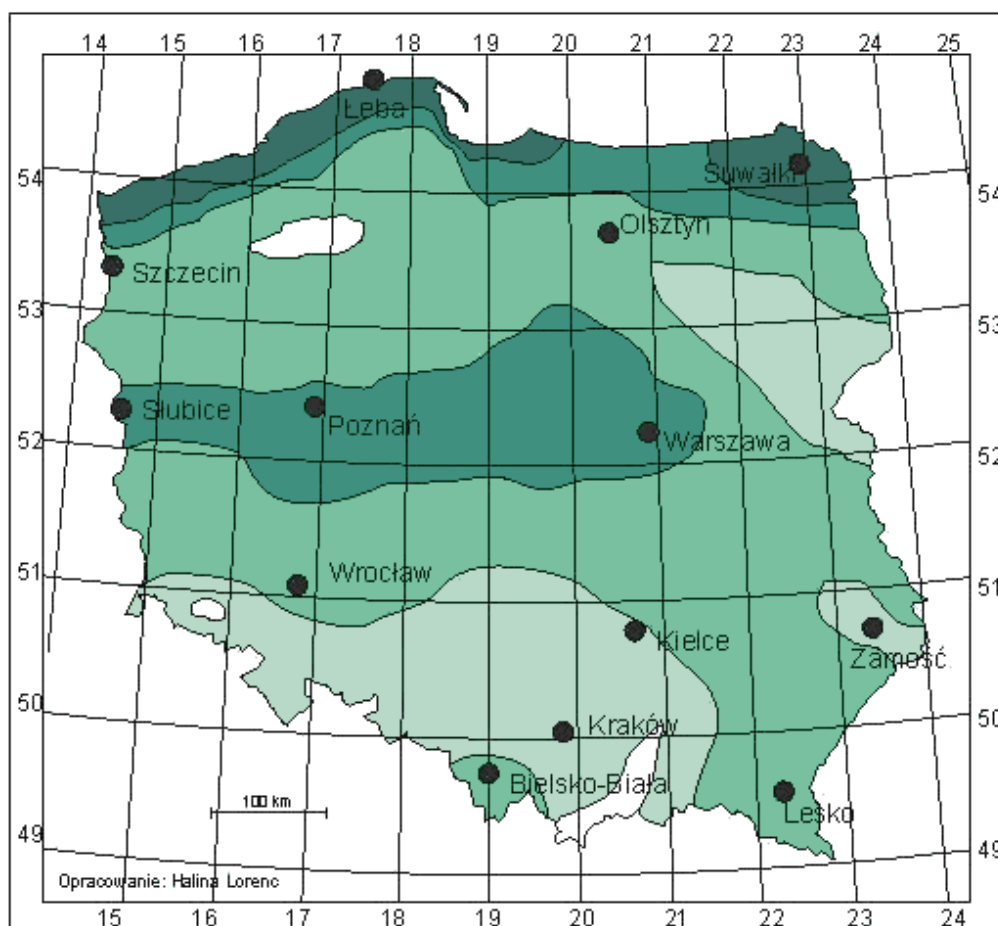 14 15 16 17 18 19 20 21 22 23 24 25
Łeba
54 Suwałki 54
Olsztyn
Szczecin
53 53
Słubice
Poznań
Warszawa
52 52
51 Wrocław 51
Kielce
Zamość
50 Kraków 50
Bielsko-Biała
100 km
Lesko
49 49
Opracowanie: Halina Lorenc
15 16 17 18 19 20 21 22 23 24